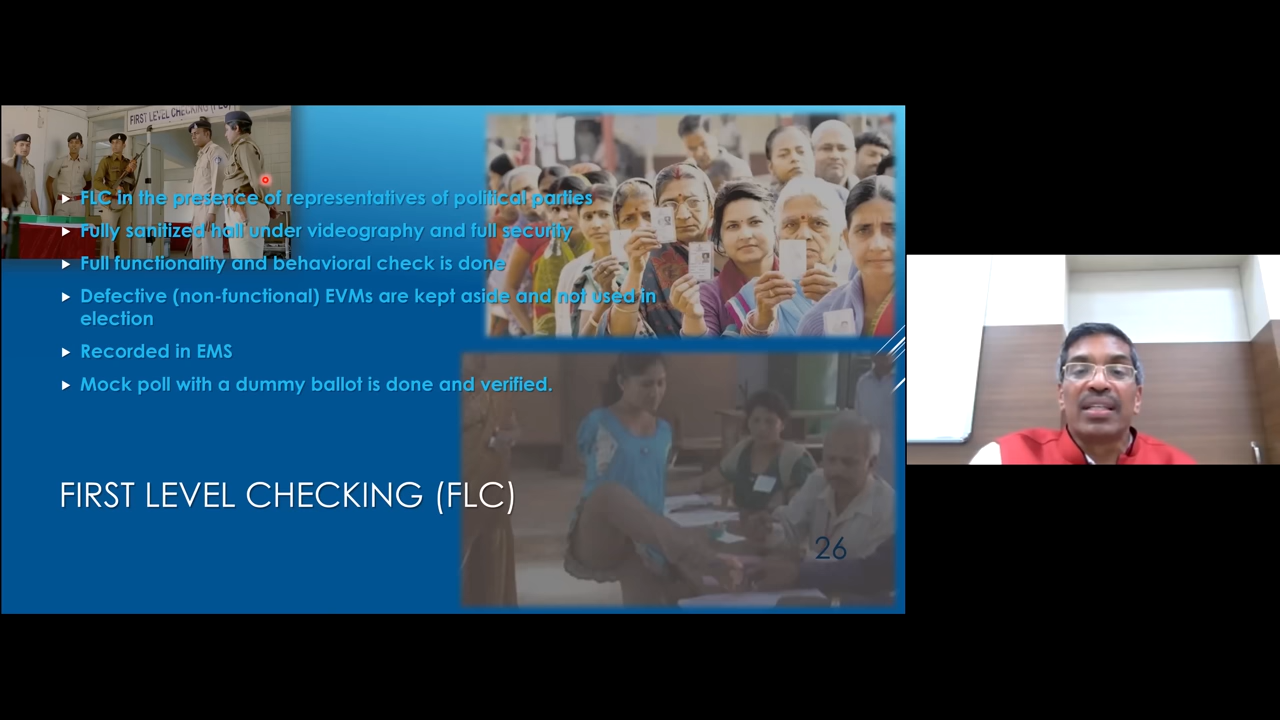 FIRST LEVEL CHECKING (FLC)
FLC in the presence of representatives of political parties
Fully sanitized hall under videography and full security
Full functionality and behavioral check is done
Defective (non-functional) EVMs are kept aside and not used in
election
Recorded in EMS
Mock poll with a dummy ballot is done and verified.
FIRST LEVEL CHECKING (FLC)
26